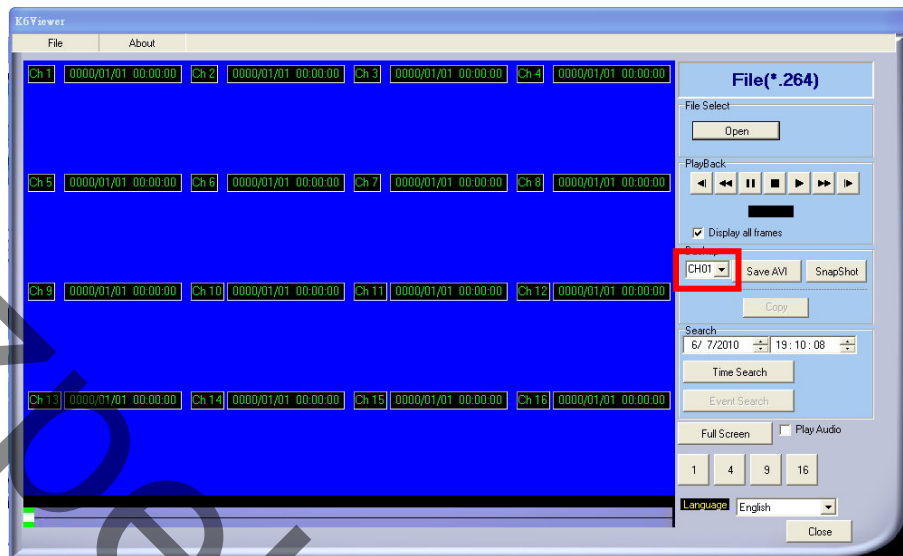 K6Viewer
File About
Ch 1 0000/01/01 00:00:00 Ch 2 0000/01/01 00:00:00 Ch 3 0000/01/01 00:00:00 Ch 4 0000/01/01 00:00:00
File(*.264)
File Select
Open
PlayBack
Ch 5 0000/01/01 00:00:00 Ch 6 0000/01/01 00:00:00 Ch 7 0000/01/01 00:00:00 Ch 8 0000/01/01 00:00:00
Display all frames
CH01 Save AVI SnapShot
Ch 9 0000/01/01 00:00:00 Ch 10 0000/01/01 00:00:00 Ch 11 0000/01/01 00:00:00 Ch 12 0000/01/01 00:00:00
Copy
Search
6/ 7/2010 19:10:08
Time Search
Ch 13 0000/01/01 00:00:00 Ch 14 0000/01/01 00:00:00 Ch 15 0000/01/01 00:00:00 Ch 16 0000/01/01 00:00:00
Event Search
Full Screen Play Audio
1 4 9 16
Language English
Close